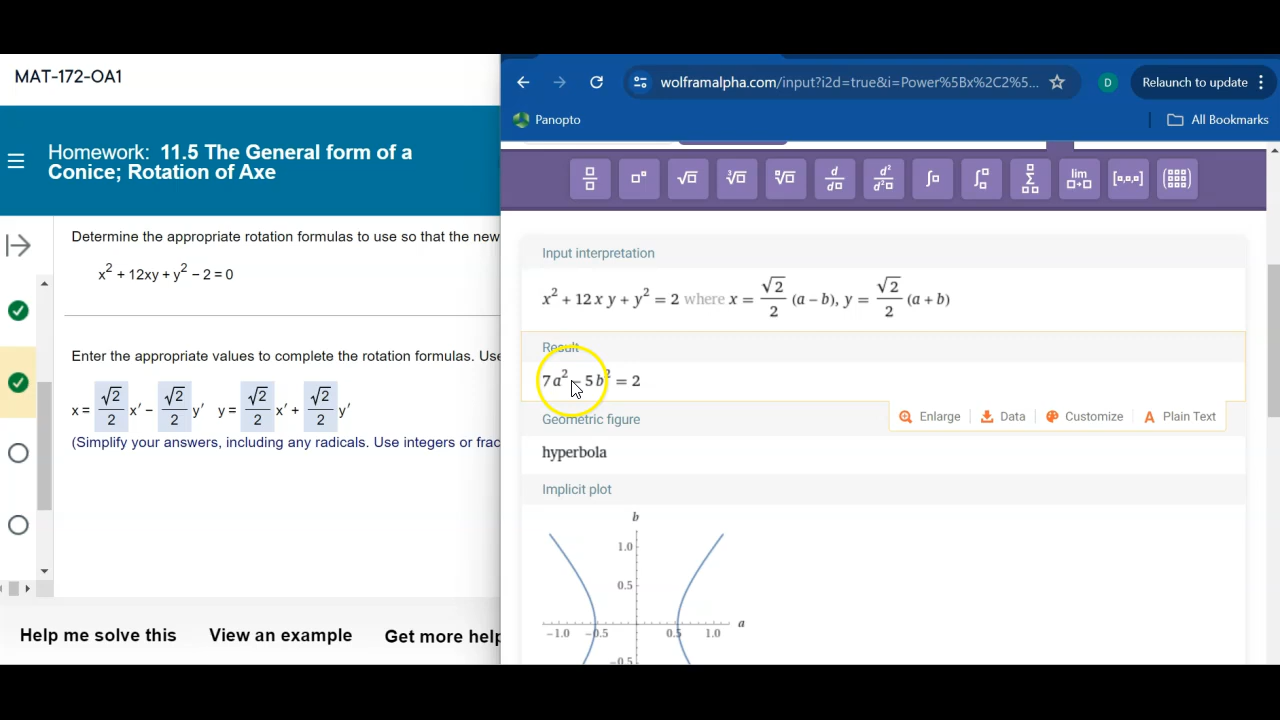 MAT-172-OA1
Homework: 11.5 The General form of a
Conice; Rotation of Axe
Determine the appropriate rotation formulas to use so that the new
x² + 12xy + y² − 2 = 0
Enter the appropriate values to complete the rotation formulas. Use
x = √2/2 x′ − √2/2 y′ y = √2/2 x′ + √2/2 y′
(Simplify your answers, including any radicals. Use integers or frac
Help me solve this View an example Get more help
wolframalpha.com/input?i2d=true&i=Power%5Bx%2C2%5...
D
Relaunch to update
Panopto
All Bookmarks
d/d□ d²/d□² ∫□ ∫ Σ lim □→□ [□,□,□]
Input interpretation
x² + 12 x y + y² = 2 where x = √2/2 (a − b), y = √2/2 (a + b)
Result
7 a² − 5 b² = 2
Enlarge Data Customize A Plain Text
Geometric figure
hyperbola
Implicit plot
b
1.0
0.5
a
-1.0 -0.5 0.5 1.0
-0.5